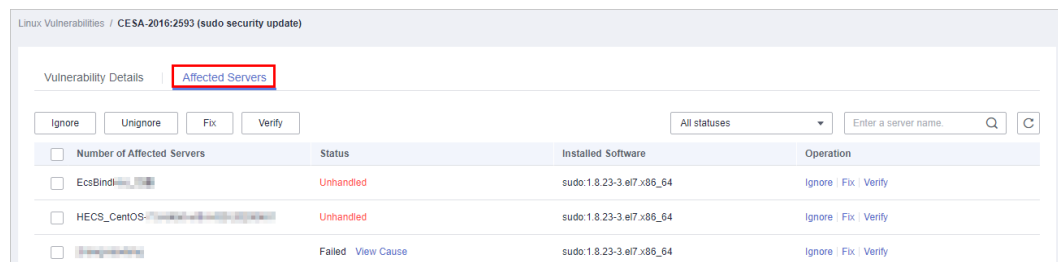 Linux Vulnerabilities / CESA-2016:2593 (sudo security update)
Vulnerability Details Affected Servers
Ignore Unignore Fix Verify All statuses Enter a server name.
Number of Affected Servers Status Installed Software Operation
EcsBindi Unhandled sudo:1.8.23-3.el7.x86_64 Ignore Fix Verify
HECS_CentOS- Unhandled sudo:1.8.23-3.el7.x86_64 Ignore Fix Verify
Failed View Cause sudo:1.8.23-3.el7.x86_64 Ignore Fix Verify